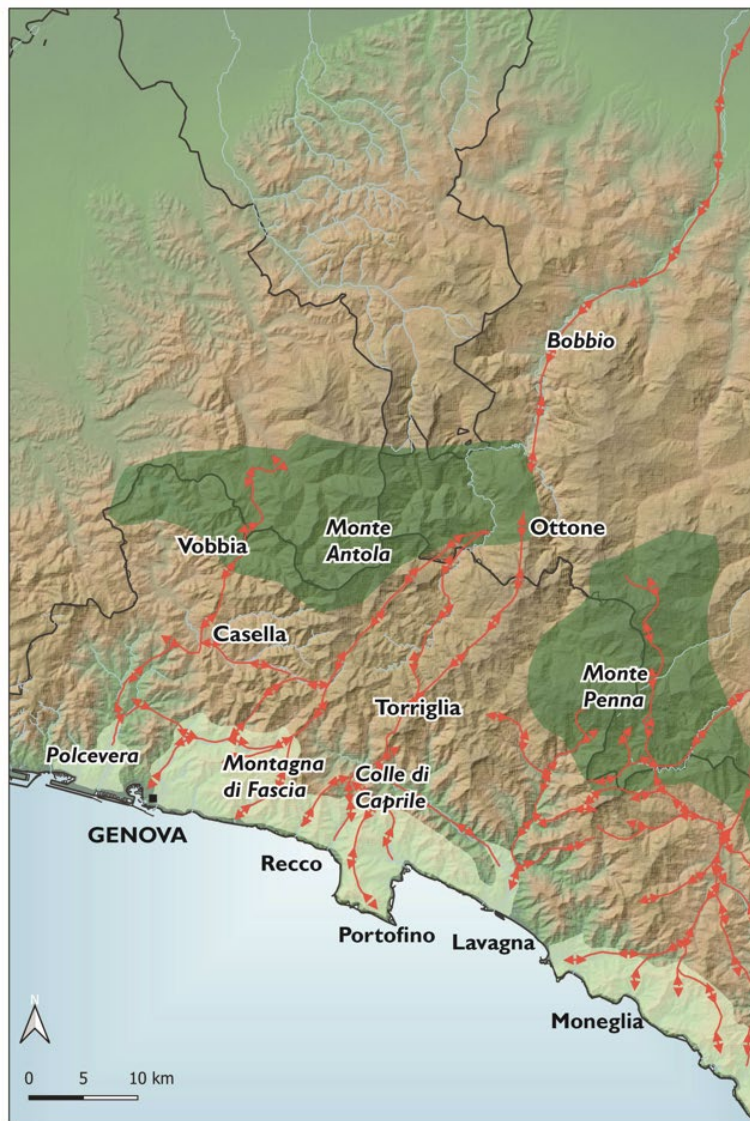 Bobbio
Ottone
Monte
Antola
Vobbia
Casella
Monte
Penna
Torriglia
Polcevera
Montagna
di Fascia
Colle di
Caprile
GENOVA
Recco
Portofino
Lavagna
Moneglia
N
0 5 10 km